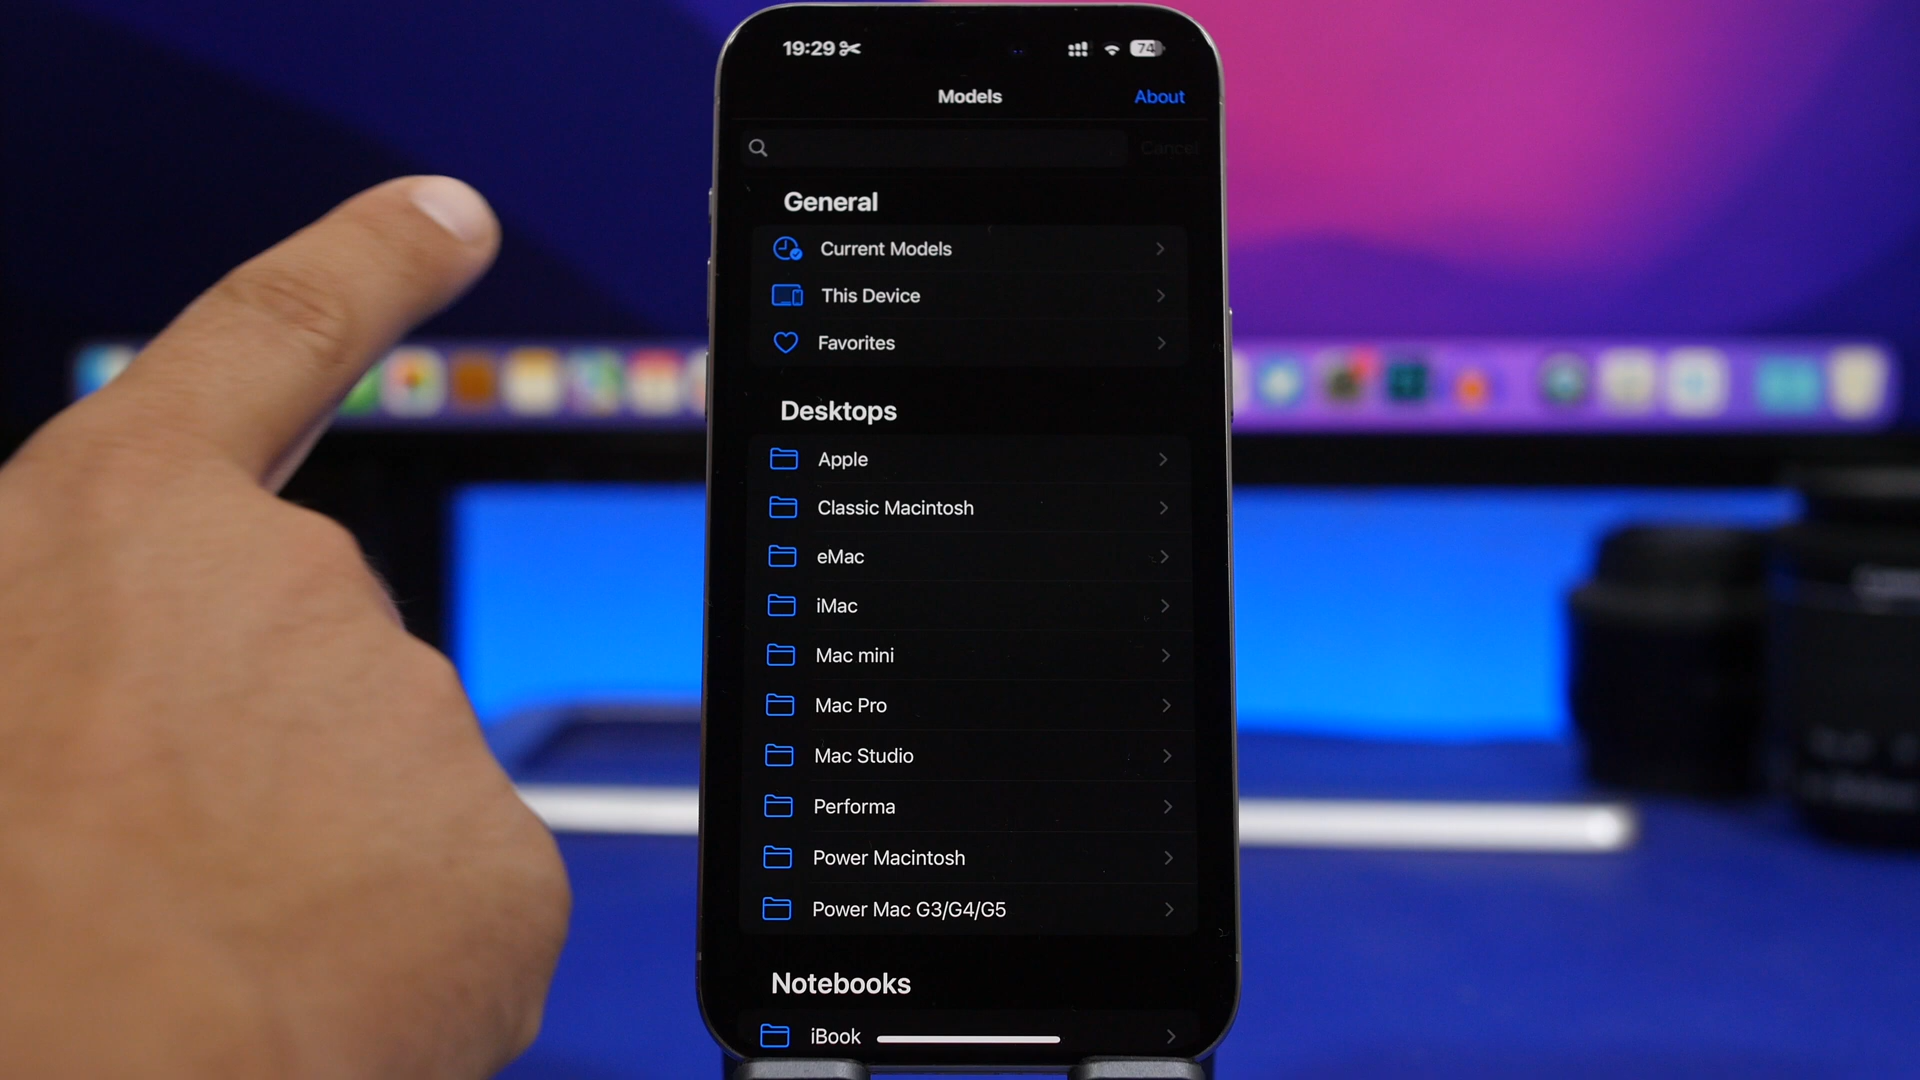 19:29
74
Models
About
Cancel
General
Current Models
This Device
Favorites
Desktops
Apple
Classic Macintosh
eMac
iMac
Mac mini
Mac Pro
Mac Studio
Performa
Power Macintosh
Power Mac G3/G4/G5
Notebooks
iBook